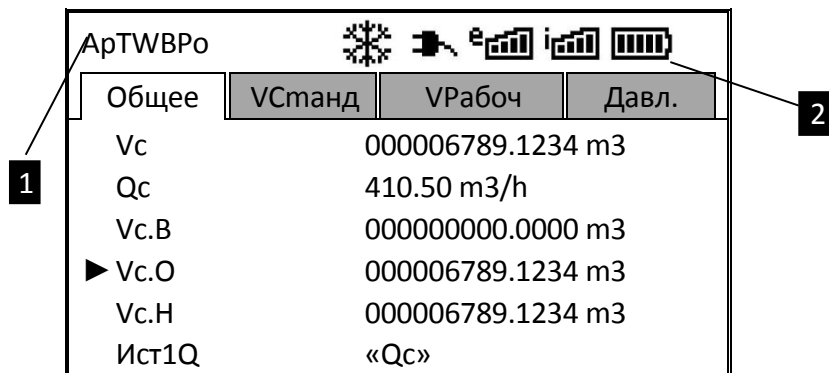 ApTWBPo
e i
Общее VСтанд VРабоч Давл.
2
Vc 000006789.1234 m3
1
Qc 410.50 m3/h
Vc.B 000000000.0000 m3
►Vc.O 000006789.1234 m3
Vc.H 000006789.1234 m3
Ист1Q «Qc»